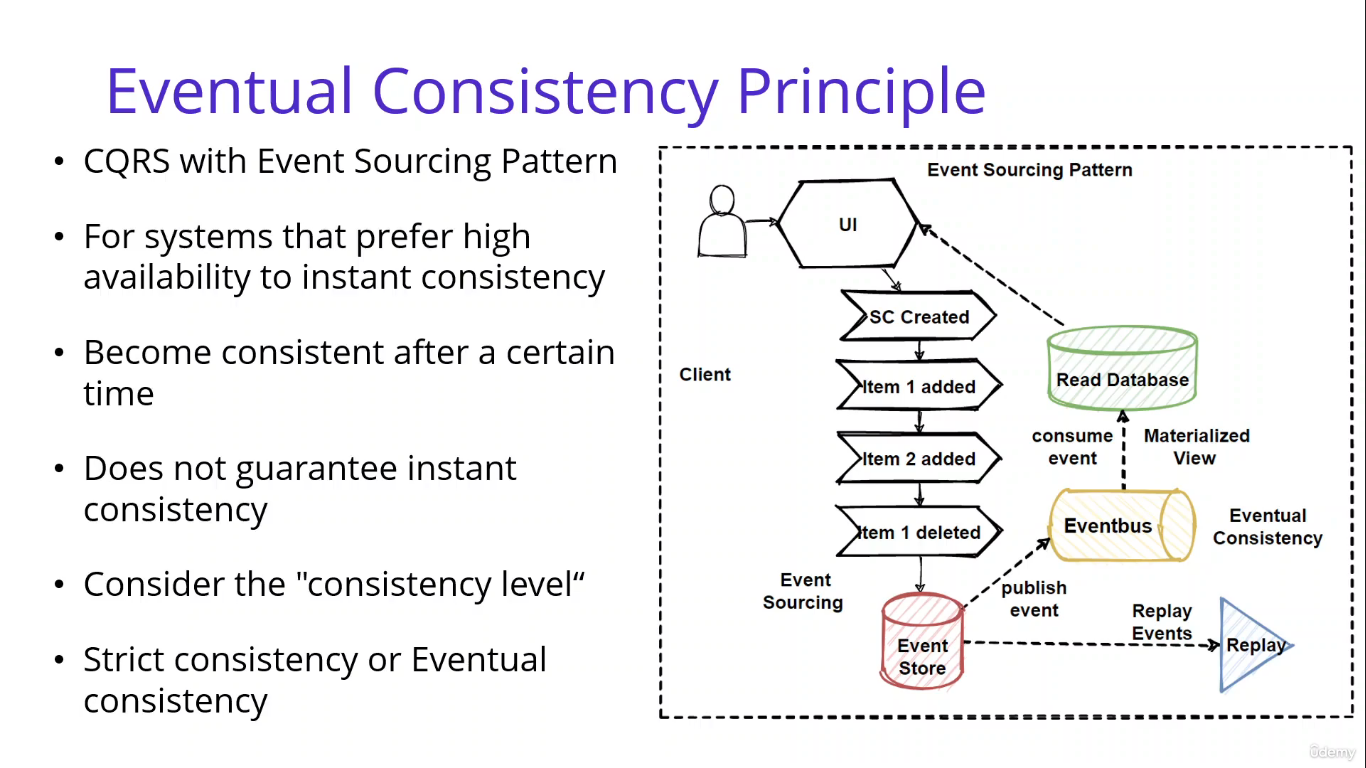 Eventual Consistency Principle
• CQRS with Event Sourcing Pattern
• For systems that prefer high
availability to instant consistency
• Become consistent after a certain
time
• Does not guarantee instant
consistency
• Consider the "consistency level“
• Strict consistency or Eventual
consistency
Event Sourcing Pattern
UI
SC Created
Client
Item 1 added
Read Database
Item 2 added
consume
event
Materialized
View
Item 1 deleted
Eventbus
Eventual
Consistency
Event
Sourcing
publish
event
Replay
Events
Event
Store
Replay
ûdemy